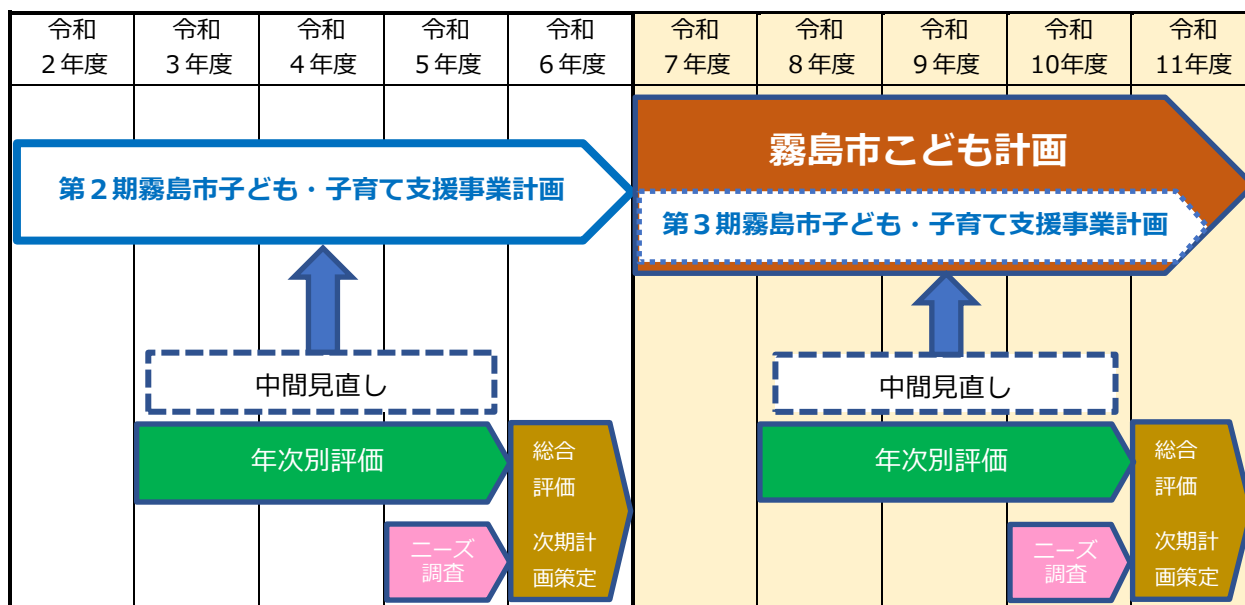 令和
２年度
令和
３年度
令和
４年度
令和
５年度
令和
６年度
令和
７年度
令和
８年度
令和
９年度
令和
10年度
令和
11年度
霧島市こども計画
第２期霧島市子ども・子育て支援事業計画
第３期霧島市子ども・子育て支援事業計画
中間見直し
中間見直し
年次別評価
総合
評価
次期計
画策定
ニーズ
調査
年次別評価
総合
評価
次期計
画策定
ニーズ
調査